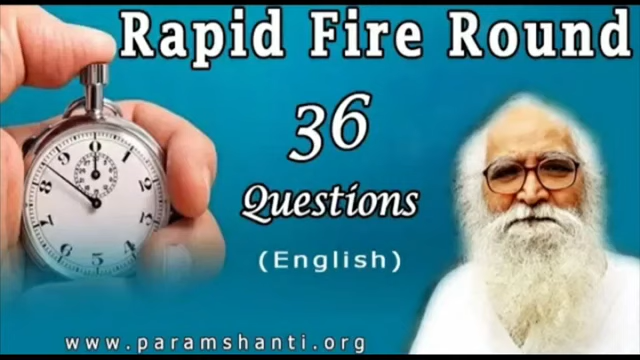 Rapid Fire Round
36
Questions
(English)
www.paramshanti.org